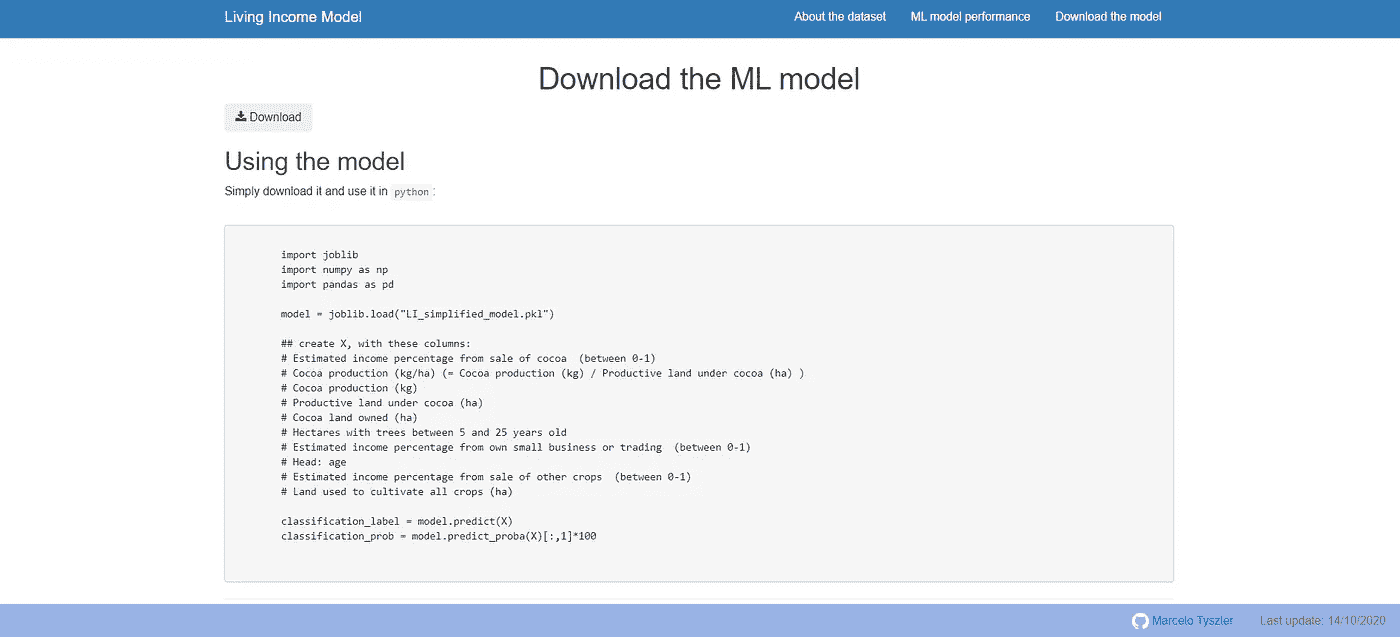 Living Income Model
About the dataset
ML model performance
Download the model
Download the ML model
Download
Using the model
Simply download it and use it in python :
import joblib
import numpy as np
import pandas as pd
model = joblib.load("LI_simplified_model.pkl")
## create X, with these columns:
# Estimated income percentage from sale of cocoa  (between 0-1)
# Cocoa production (kg/ha) (= Cocoa production (kg) / Productive land under cocoa (ha) )
# Cocoa production (kg)
# Productive land under cocoa (ha)
# Cocoa land owned (ha)
# Hectares with trees between 5 and 25 years old
# Estimated income percentage from own small business or trading  (between 0-1)
# Head: age
# Estimated income percentage from sale of other crops  (between 0-1)
# Land used to cultivate all crops (ha)
classification_label = model.predict(X)
classification_prob = model.predict_proba(X)[:,1]*100
Marcelo Tyszler
Last update: 14/10/2020